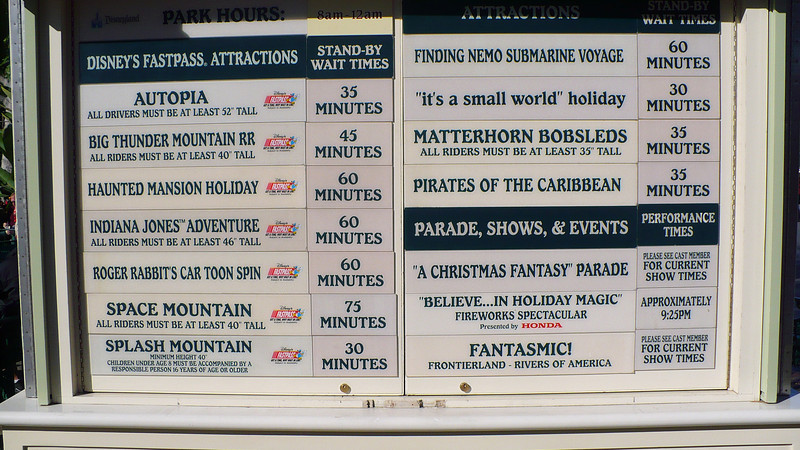 Disneyland PARK HOURS: 8am-12am
DISNEY'S FASTPASS® ATTRACTIONS STAND-BY
WAIT TIMES
AUTOPIA 35
ALL DRIVERS MUST BE AT LEAST 52" TALL MINUTES
BIG THUNDER MOUNTAIN RR 45
ALL RIDERS MUST BE AT LEAST 40" TALL MINUTES
HAUNTED MANSION HOLIDAY 60
MINUTES
INDIANA JONES™ ADVENTURE 60
ALL RIDERS MUST BE AT LEAST 46" TALL MINUTES
ROGER RABBIT'S CAR TOON SPIN 60
MINUTES
SPACE MOUNTAIN 75
ALL RIDERS MUST BE AT LEAST 40" TALL MINUTES
SPLASH MOUNTAIN 30
MINIMUM HEIGHT 40"
CHILDREN UNDER AGE 8 MUST BE ACCOMPANIED BY A
RESPONSIBLE PERSON 16 YEARS OF AGE OR OLDER
MINUTES
ATTRACTIONS STAND-BY
WAIT TIMES
FINDING NEMO SUBMARINE VOYAGE 60
MINUTES
"it's a small world" holiday 30
MINUTES
MATTERHORN BOBSLEDS 35
ALL RIDERS MUST BE AT LEAST 35" TALL MINUTES
PIRATES OF THE CARIBBEAN 35
MINUTES
PARADE, SHOWS, & EVENTS PERFORMANCE
TIMES
"A CHRISTMAS FANTASY" PARADE PLEASE SEE CAST MEMBER
FOR CURRENT
SHOW TIMES
"BELIEVE...IN HOLIDAY MAGIC" APPROXIMATELY
FIREWORKS SPECTACULAR 9:25PM
Presented by HONDA
FANTASMIC! PLEASE SEE CAST MEMBER
FOR CURRENT
FRONTIERLAND - RIVERS OF AMERICA SHOW TIMES